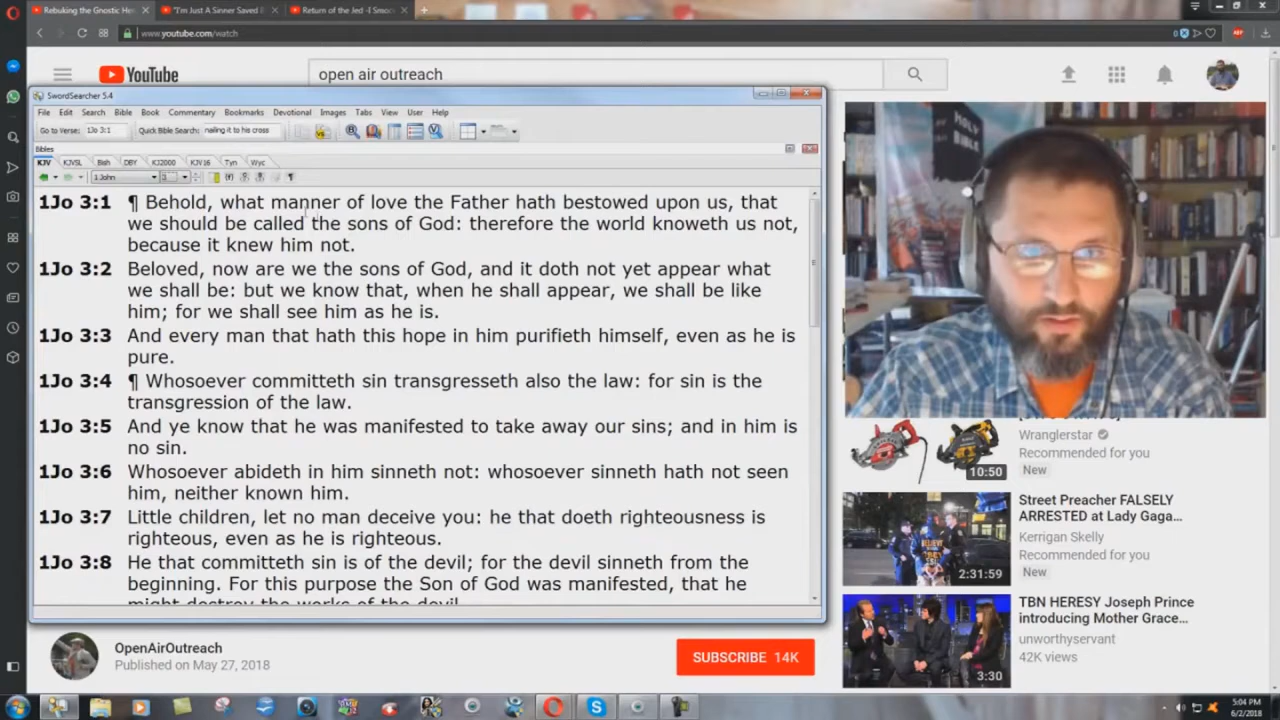 Rebuking the Gnostic He
"I'm Just A Sinner Saved
Return of the Jed -I Smoc
www.youtube.com/watch
0
YouTube
open air outreach
SwordSearcher 5.4
File Edit Search Bible Book Commentary Bookmarks Devotional Images Tabs View User Help
Go to Verse: 1Jo 3:1 Quick Bible Search: nailing it to his cross
Bibles
KJV KJVSL Bish DBY KJ2000 KJV16 Tyn Wyc
1 John 3
1Jo 3:1 ¶ Behold, what manner of love the Father hath bestowed upon us, that
we should be called the sons of God: therefore the world knoweth us not,
because it knew him not.
1Jo 3:2 Beloved, now are we the sons of God, and it doth not yet appear what
we shall be: but we know that, when he shall appear, we shall be like
him; for we shall see him as he is.
1Jo 3:3 And every man that hath this hope in him purifieth himself, even as he is
pure.
1Jo 3:4 ¶ Whosoever committeth sin transgresseth also the law: for sin is the
transgression of the law.
1Jo 3:5 And ye know that he was manifested to take away our sins; and in him is
no sin.
1Jo 3:6 Whosoever abideth in him sinneth not: whosoever sinneth hath not seen
him, neither known him.
1Jo 3:7 Little children, let no man deceive you: he that doeth righteousness is
righteous, even as he is righteous.
1Jo 3:8 He that committeth sin is of the devil; for the devil sinneth from the
beginning. For this purpose the Son of God was manifested, that he
might destroy the works of the devil.
HOLY BIBLE
Wranglerstar
Recommended for you
New
10:50
Street Preacher FALSELY
ARRESTED at Lady Gaga...
Kerrigan Skelly
Recommended for you
New
2:31:59
TBN HERESY Joseph Prince
introducing Mother Grace...
unworthyservant
42K views
3:30
OpenAirOutreach
Published on May 27, 2018
SUBSCRIBE 14K
5:04 PM
6/2/2018